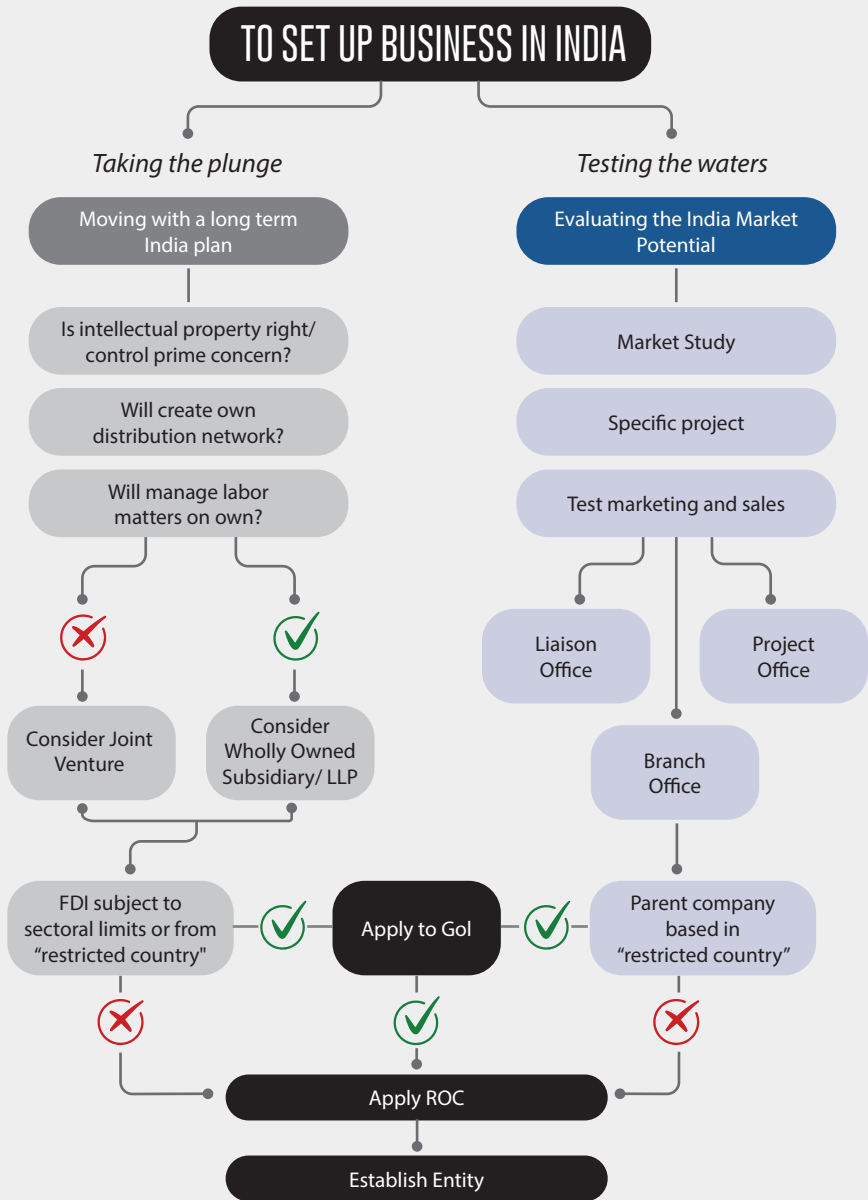 TO SET UP BUSINESS IN INDIA
Taking the plunge
Moving with a long term
India plan
Is intellectual property right/
control prime concern?
Will create own
distribution network?
Will manage labor
matters on own?
Consider Joint
Venture
Consider
Wholly Owned
Subsidiary/ LLP
FDI subject to
sectoral limits or from
“restricted country"
Testing the waters
Evaluating the India Market
Potential
Market Study
Specific project
Test marketing and sales
Liaison
Office
Project
Office
Branch
Office
Parent company
based in
“restricted country”
Apply to GoI
Apply ROC
Establish Entity